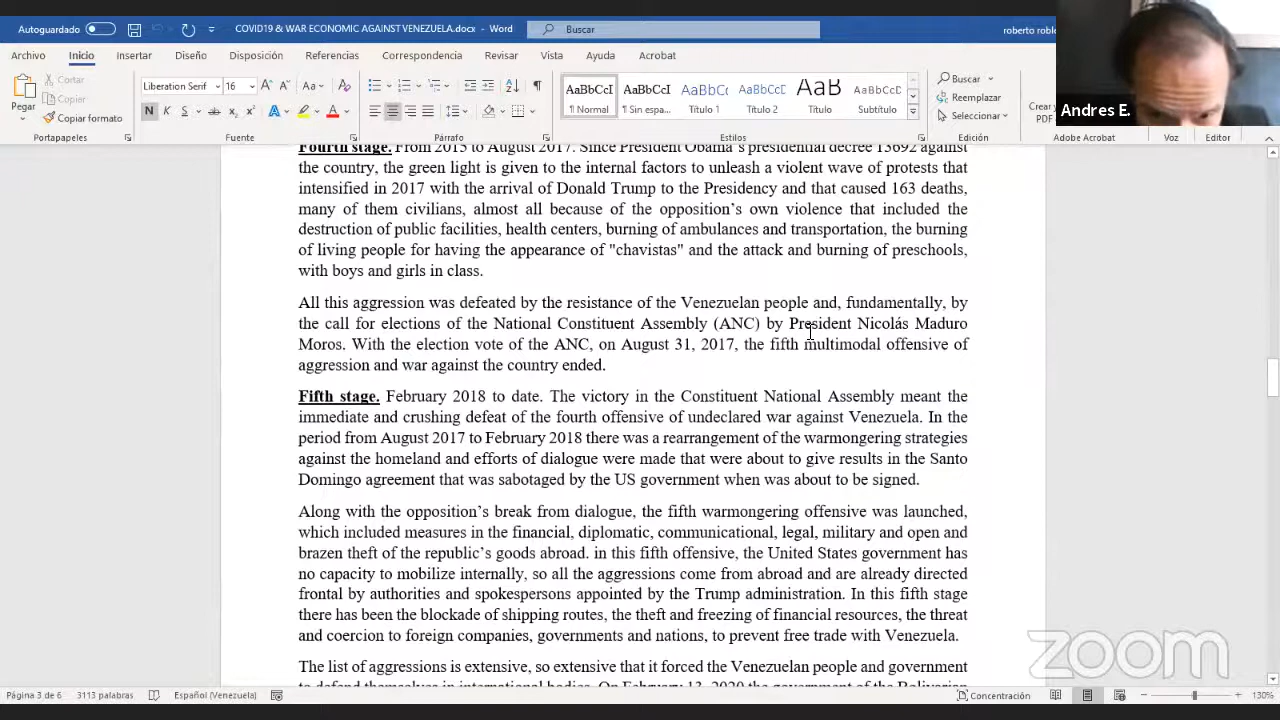 Autoguardado
COVID19 & WAR ECONOMIC AGAINST VENEZUELA.docx - Word
Buscar
roberto roblo
Archivo Inicio Insertar Diseño Disposición Referencias Correspondencia Revisar Vista Ayuda Acrobat
Pegar
Cortar
Copiar
Copiar formato
Portapapeles
Liberation Serif 16
N K S
Fuente
Párrafo
AaBbCcI AaBbCcI AaBbCc AaBbCcI AaB AaBbCcD
¶ Normal ¶ Sin espa... Título 1 Título 2 Título Subtítulo
Estilos
Buscar
Reemplazar
Seleccionar
Edición
Crear y
PDF
Adobe Acrobat
Voz
Editor
Andres E.
Fourth stage. From 2015 to August 2017. Since President Obama's presidential decree 13692 against
the country, the green light is given to the internal factors to unleash a violent wave of protests that
intensified in 2017 with the arrival of Donald Trump to the Presidency and that caused 163 deaths,
many of them civilians, almost all because of the opposition's own violence that included the
destruction of public facilities, health centers, burning of ambulances and transportation, the burning
of living people for having the appearance of "chavistas" and the attack and burning of preschools,
with boys and girls in class.
All this aggression was defeated by the resistance of the Venezuelan people and, fundamentally, by
the call for elections of the National Constituent Assembly (ANC) by President Nicolás Maduro
Moros. With the election vote of the ANC, on August 31, 2017, the fifth multimodal offensive of
aggression and war against the country ended.
Fifth stage. February 2018 to date. The victory in the Constituent National Assembly meant the
immediate and crushing defeat of the fourth offensive of undeclared war against Venezuela. In the
period from August 2017 to February 2018 there was a rearrangement of the warmongering strategies
against the homeland and efforts of dialogue were made that were about to give results in the Santo
Domingo agreement that was sabotaged by the US government when was about to be signed.
Along with the opposition's break from dialogue, the fifth warmongering offensive was launched,
which included measures in the financial, diplomatic, communicational, legal, military and open and
brazen theft of the republic's goods abroad. in this fifth offensive, the United States government has
no capacity to mobilize internally, so all the aggressions come from abroad and are already directed
frontal by authorities and spokespersons appointed by the Trump administration. In this fifth stage
there has been the blockade of shipping routes, the theft and freezing of financial resources, the threat
and coercion to foreign companies, governments and nations, to prevent free trade with Venezuela.
The list of aggressions is extensive, so extensive that it forced the Venezuelan people and government
to defend themselves in international bodies. On February 13, 2020 the government of the Bolivarian
zoom
Página 3 de 6 3113 palabras Español (Venezuela) Concentración 130%